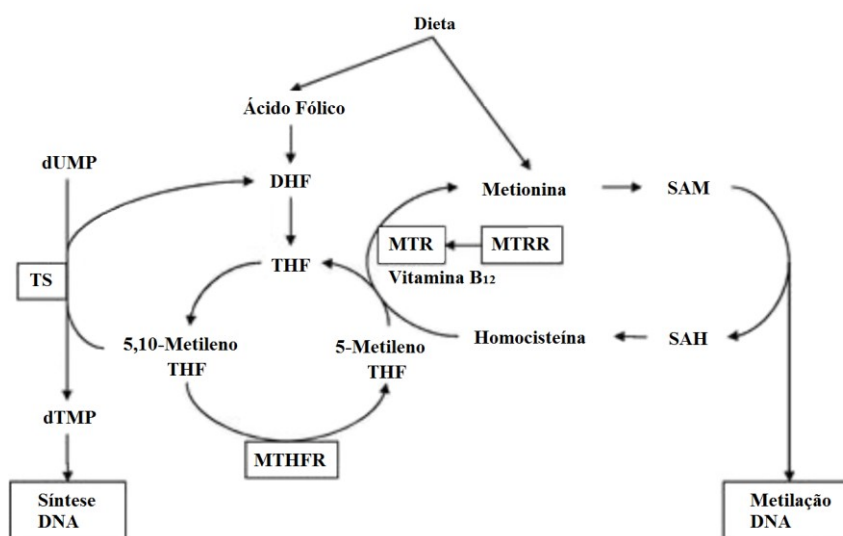 Dieta
Ácido Fólico
dUMP
DHF
Metionina
SAM
MTR
MTRR
THF
Vitamina B₁₂
TS
5,10-Metileno
THF
5-Metileno
THF
Homocisteína
SAH
dTMP
MTHFR
Síntese
DNA
Metilação
DNA